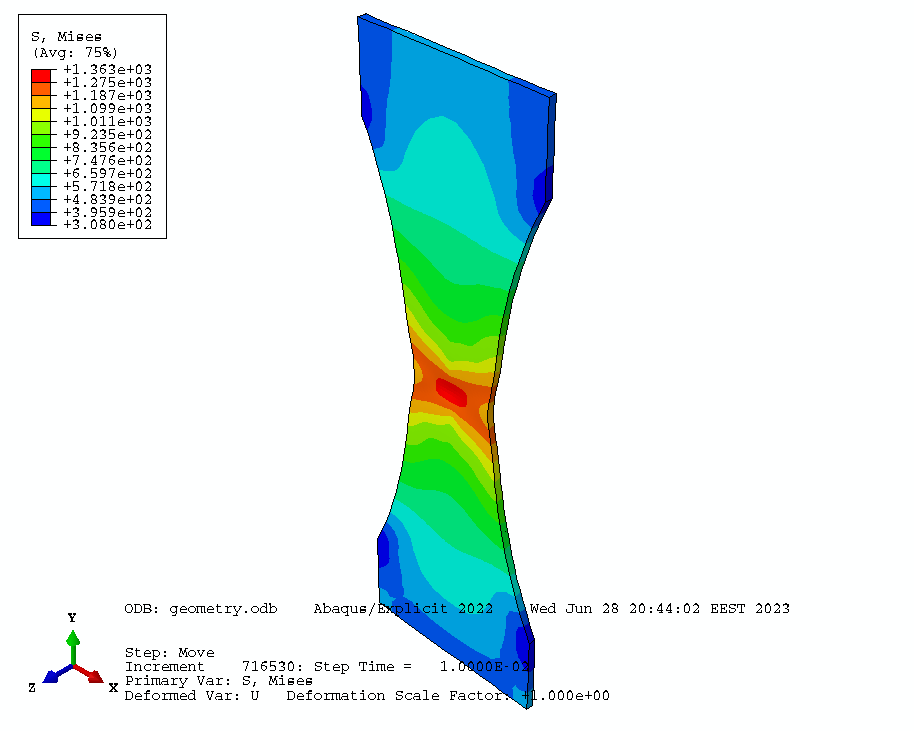 S, Mises
(Avg: 75%)
+1.363e+03
+1.275e+03
+1.187e+03
+1.099e+03
+1.011e+03
+9.235e+02
+8.356e+02
+7.476e+02
+6.597e+02
+5.718e+02
+4.839e+02
+3.959e+02
+3.080e+02
ODB: geometry.odb Abaqus/Explicit 2022 Wed Jun 28 20:44:02 EEST 2023
Y
Z
X
Step: Move
Increment 716530: Step Time = 1.0000E-02
Primary Var: S, Mises
Deformed Var: U Deformation Scale Factor: +1.000e+00